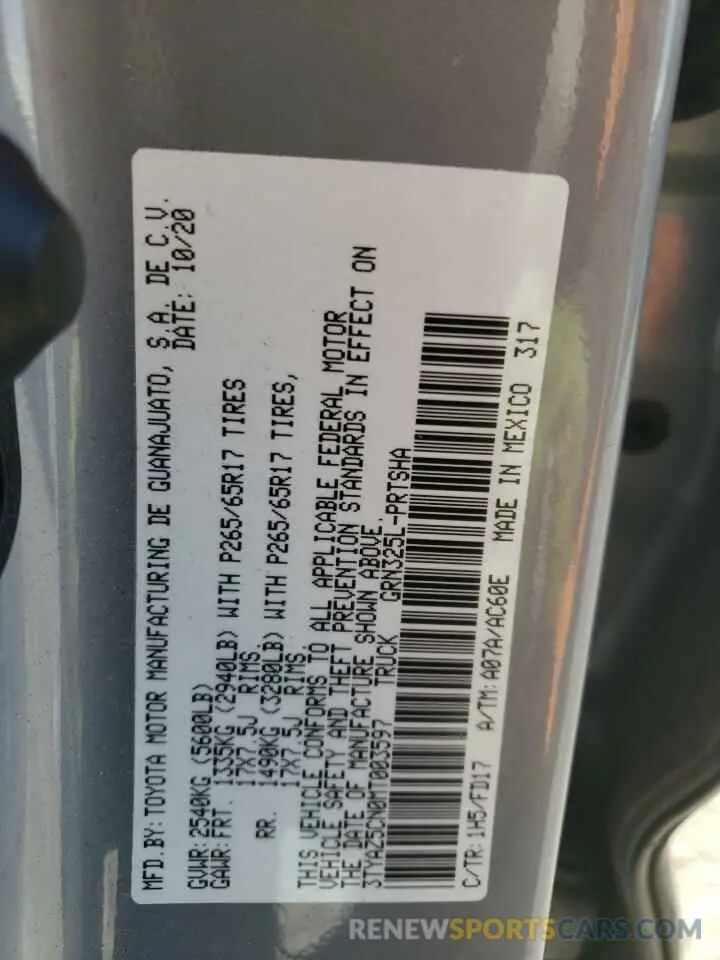 MFD.BY: TOYOTA MOTOR MANUFACTURING DE GUANAJUATO, S.A. DE C.V.
DATE: 10/20
GVWR: 2540KG (5600LB)
GAWR: FRT. 1335KG (2940LB) WITH P265/65R17 TIRES
17X7.5J RIMS
RR. 1490KG (3280LB) WITH P265/65R17 TIRES,
17X7.5J RIMS.
THIS VEHICLE CONFORMS TO ALL APPLICABLE FEDERAL MOTOR
VEHICLE SAFETY AND THEFT PREVENTION STANDARDS IN EFFECT ON
THE DATE OF MANUFACTURE SHOWN ABOVE.
3TYAZ5CN0MT003597 TRUCK GRN325L-PRTSHA
C/TR: 1H5/FD17 A/TM: A07A/AC60E MADE IN MEXICO 317
RENEWSPORTSCARS.COM